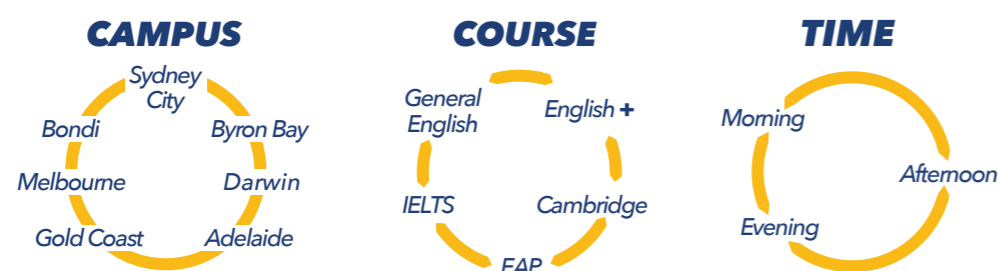 CAMPUS
Sydney
City
Bondi
Byron Bay
Melbourne
Darwin
Gold Coast
Adelaide
COURSE
General
English
English +
IELTS
Cambridge
EAP
TIME
Morning
Afternoon
Evening